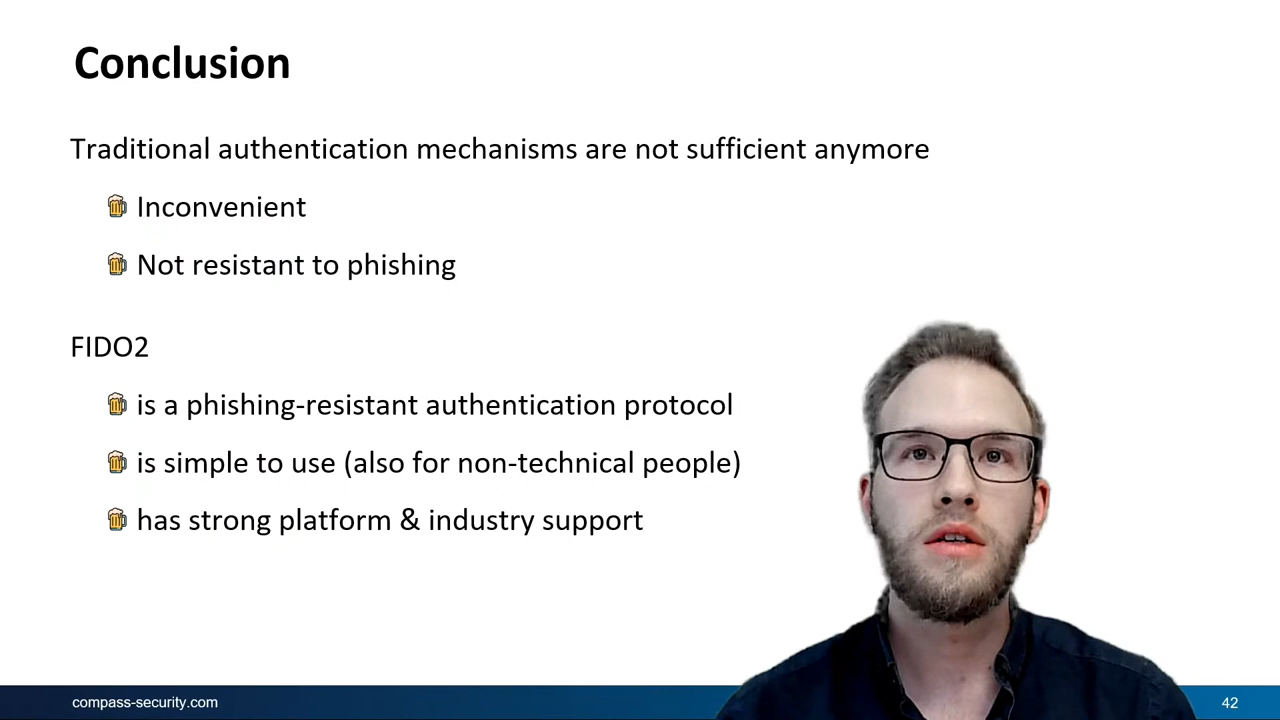 Conclusion
Traditional authentication mechanisms are not sufficient anymore
Inconvenient
Not resistant to phishing
FIDO2
is a phishing-resistant authentication protocol
is simple to use (also for non-technical people)
has strong platform & industry support
compass-security.com
42